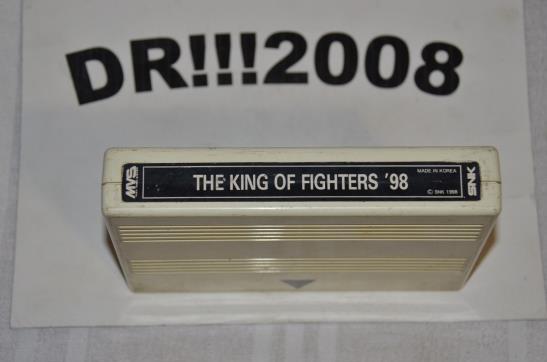 DR!!!2008
MVS
THE KING OF FIGHTERS '98
MADE IN KOREA
© SNK 1998
SNK